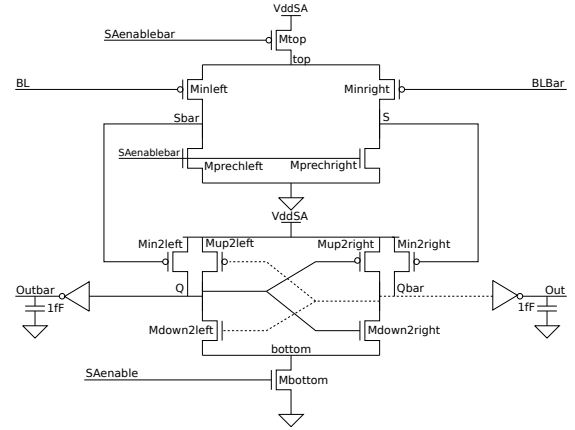 VddSA
SAenablebar
Mtop
top
BL
Minleft
Minright
BLBar
Sbar
S
SAenablebar
Mprechleft
Mprechright
VddSA
Min2left
Mup2left
Mup2right
Min2right
Outbar
Q
Qbar
Out
1fF
1fF
Mdown2left
Mdown2right
bottom
SAenable
Mbottom